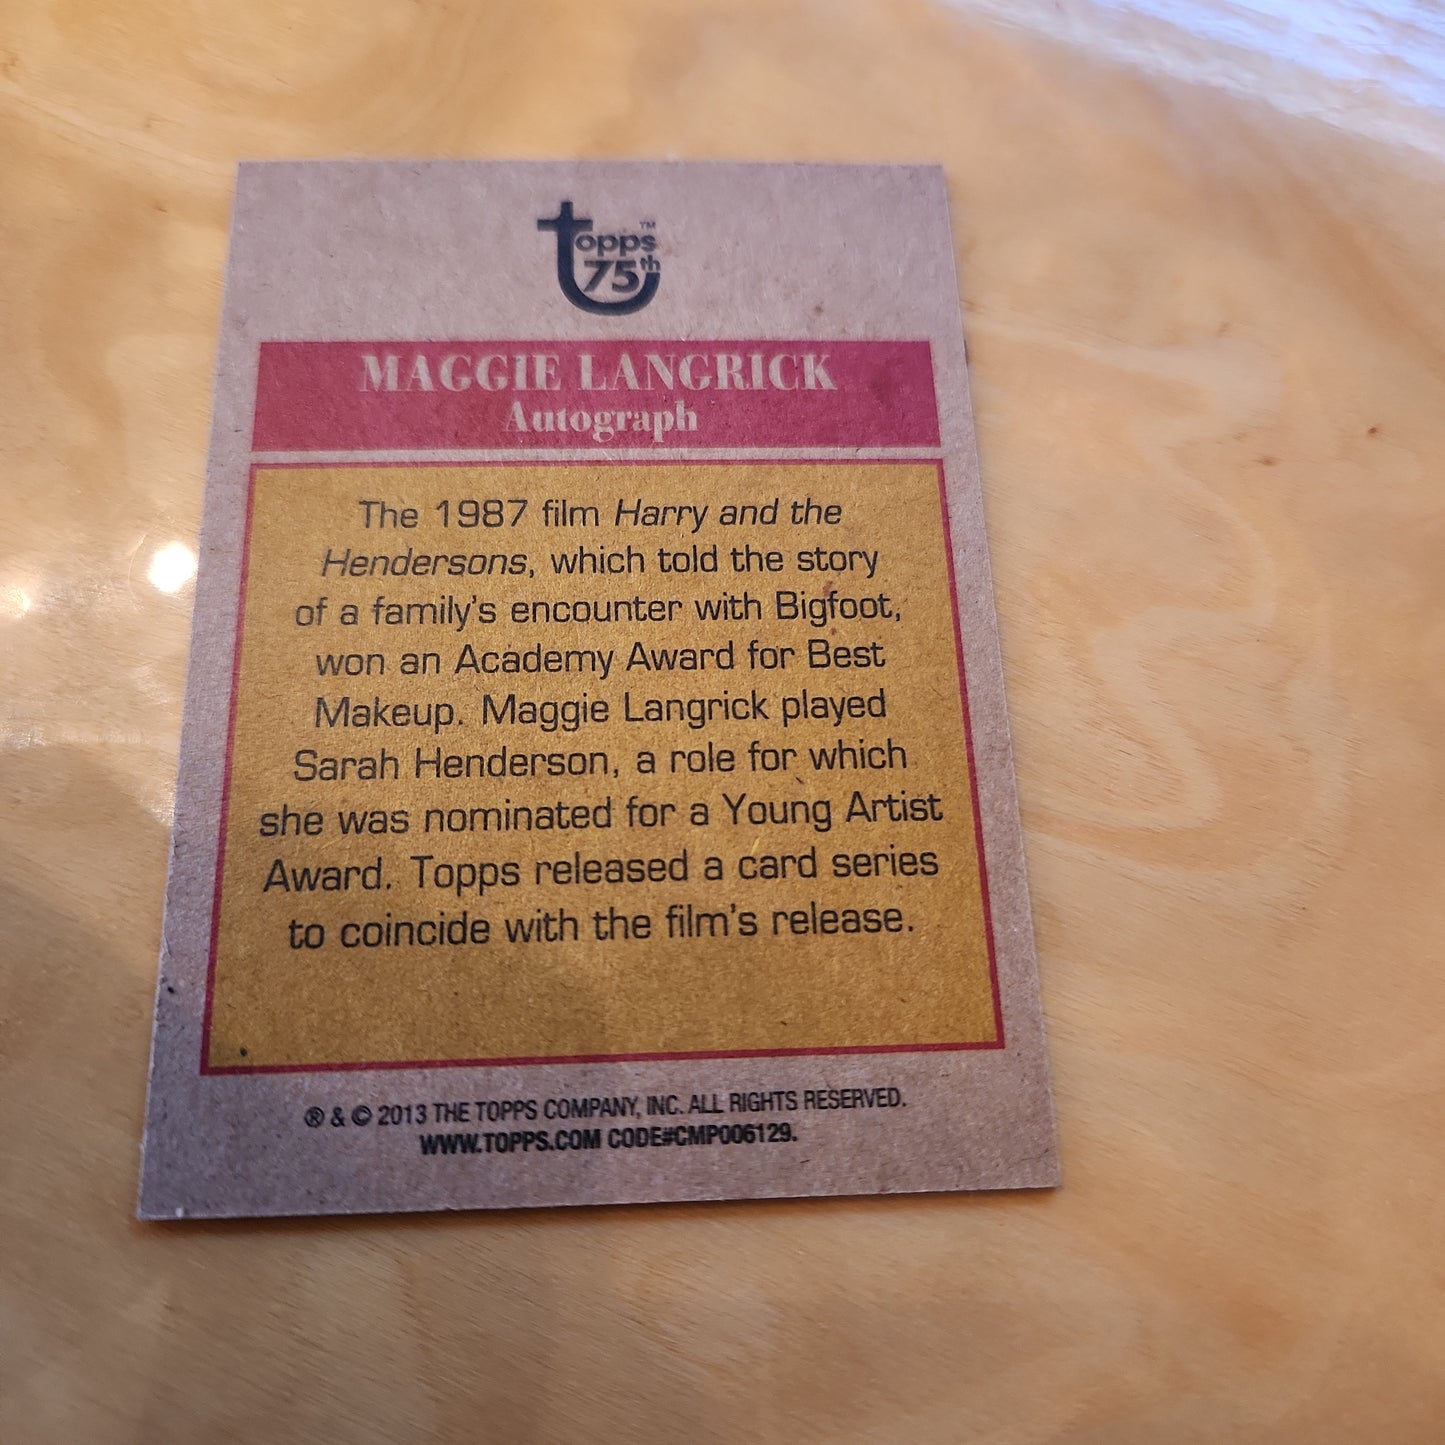 topps™
75th
MAGGIE LANGRICK
Autograph
The 1987 film Harry and the
Hendersons, which told the story
of a family's encounter with Bigfoot,
won an Academy Award for Best
Makeup. Maggie Langrick played
Sarah Henderson, a role for which
she was nominated for a Young Artist
Award. Topps released a card series
to coincide with the film's release.
® & © 2013 THE TOPPS COMPANY, INC. ALL RIGHTS RESERVED.
WWW.TOPPS.COM CODE#CMP006129.